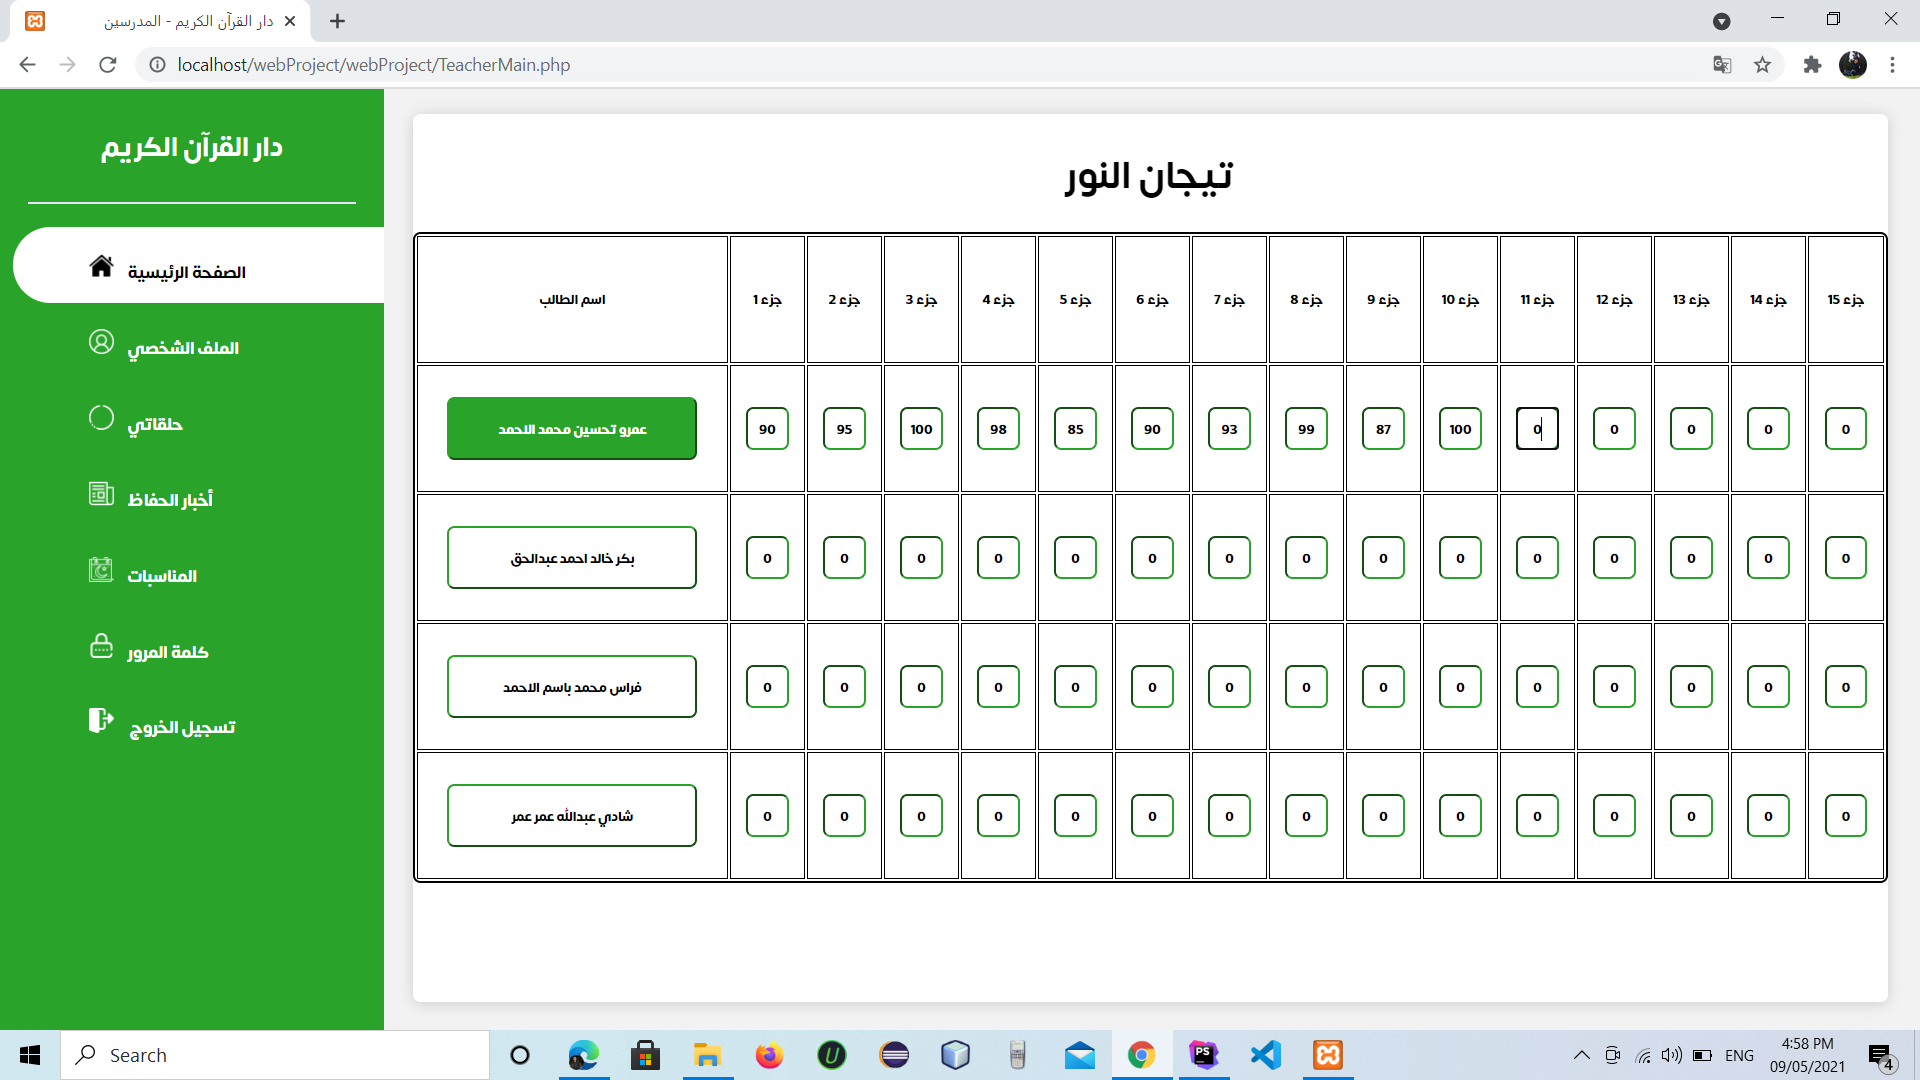 دار القرآن الكريم - المدرسين
localhost/webProject/webProject/TeacherMain.php
دار القرآن الكريم
الصفحة الرئيسية
الملف الشخصي
حلقاتي
أخبار الحفاظ
المناسبات
كلمة المرور
تسجيل الخروج
تيجان النور
اسم الطالب جزء 1 جزء 2 جزء 3 جزء 4 جزء 5 جزء 6 جزء 7 جزء 8 جزء 9 جزء 10 جزء 11 جزء 12 جزء 13 جزء 14 جزء 15
عمرو تحسين محمد الاحمد 90 95 100 98 85 90 93 99 87 100 0 0 0 0 0
بكر خالد احمد عبدالحق 0 0 0 0 0 0 0 0 0 0 0 0 0 0 0
فراس محمد باسم الاحمد 0 0 0 0 0 0 0 0 0 0 0 0 0 0 0
شادي عبدالله عمر عمر 0 0 0 0 0 0 0 0 0 0 0 0 0 0 0
Search
PS
ENG
4:58 PM
09/05/2021
4